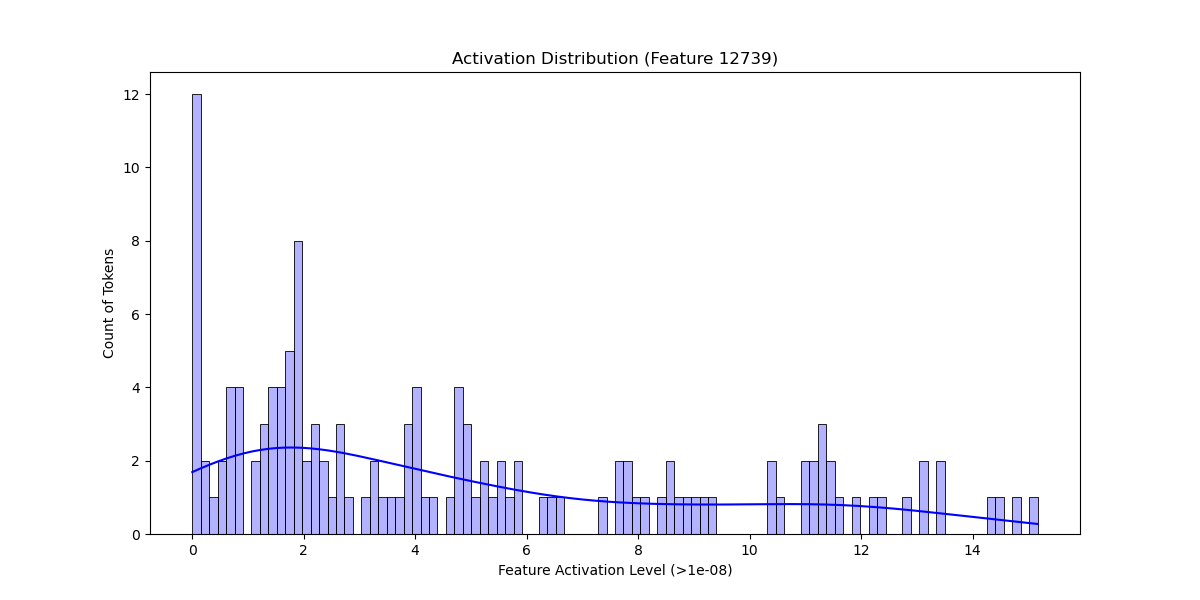 Activation Distribution (Feature 12739)
12
10
8
6
4
2
0
Count of Tokens
0 2 4 6 8 10 12 14
Feature Activation Level (>1e-08)